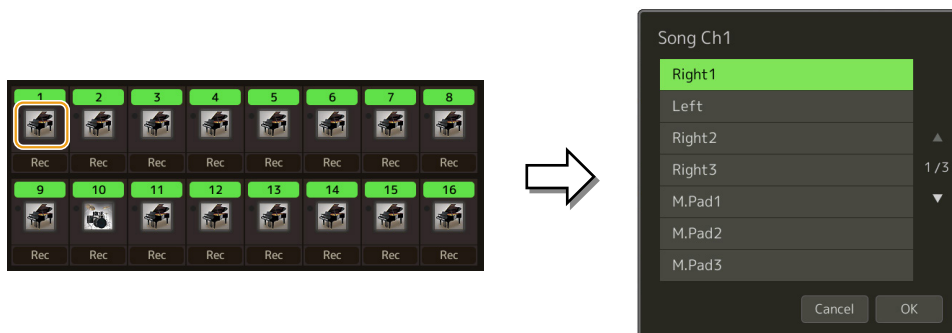 1 2 3 4 5 6 7 8
Rec Rec Rec Rec Rec Rec Rec Rec
9 10 11 12 13 14 15 16
Rec Rec Rec Rec Rec Rec Rec Rec
Song Ch1
Right1
Left
Right2
Right3
1/3
M.Pad1
M.Pad2
M.Pad3
Cancel OK